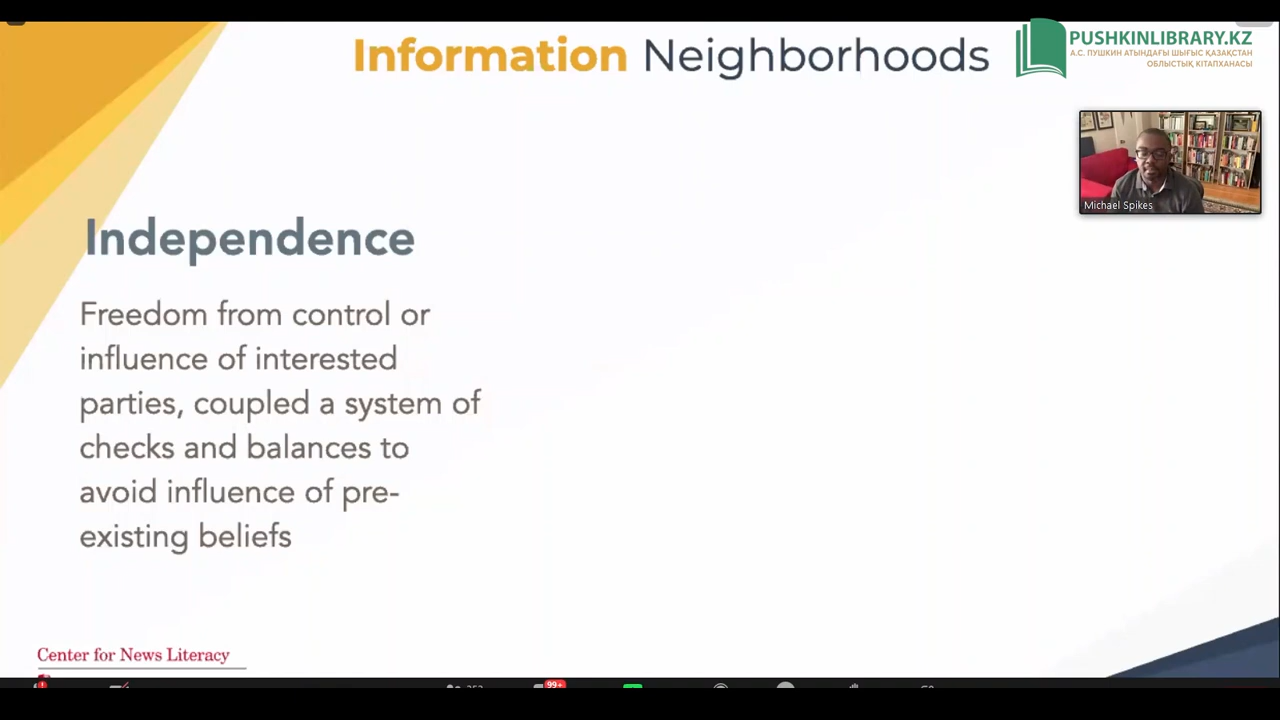 Information Neighborhoods
PUSHKINLIBRARY.KZ
А.С. ПУШКИН АТЫНДАҒЫ ШЫҒЫС ҚАЗАҚСТАН
ОБЛЫСТЫҚ КІТАПХАНАСЫ
Michael Spikes
Independence
Freedom from control or
influence of interested
parties, coupled a system of
checks and balances to
avoid influence of pre-
existing beliefs
Center for News Literacy
99+